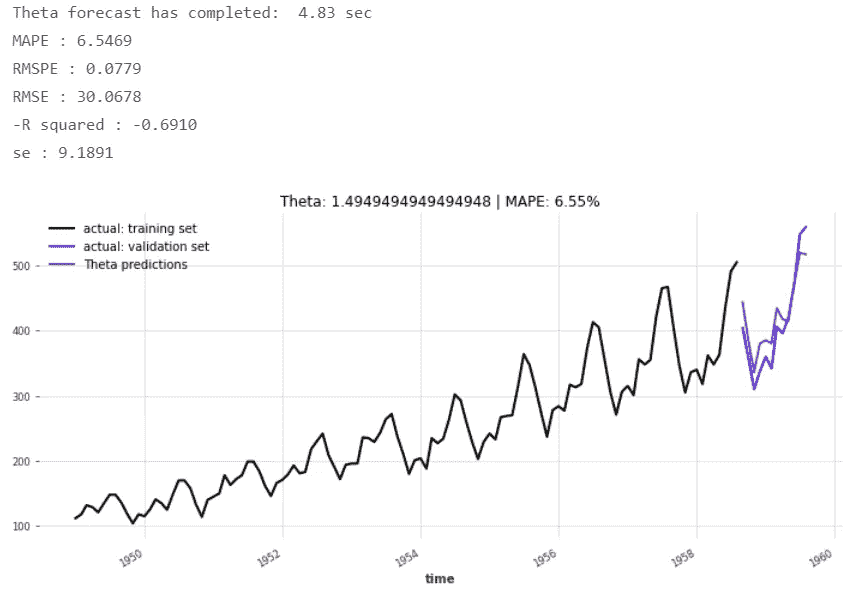 Theta forecast has completed:  4.83 sec
MAPE : 6.5469
RMSPE : 0.0779
RMSE : 30.0678
-R squared : -0.6910
se : 9.1891
Theta: 1.4949494949494948 | MAPE: 6.55%
actual: training set
actual: validation set
Theta predictions
500
400
300
200
100
1950
1952
1954
1956
1958
1960
time